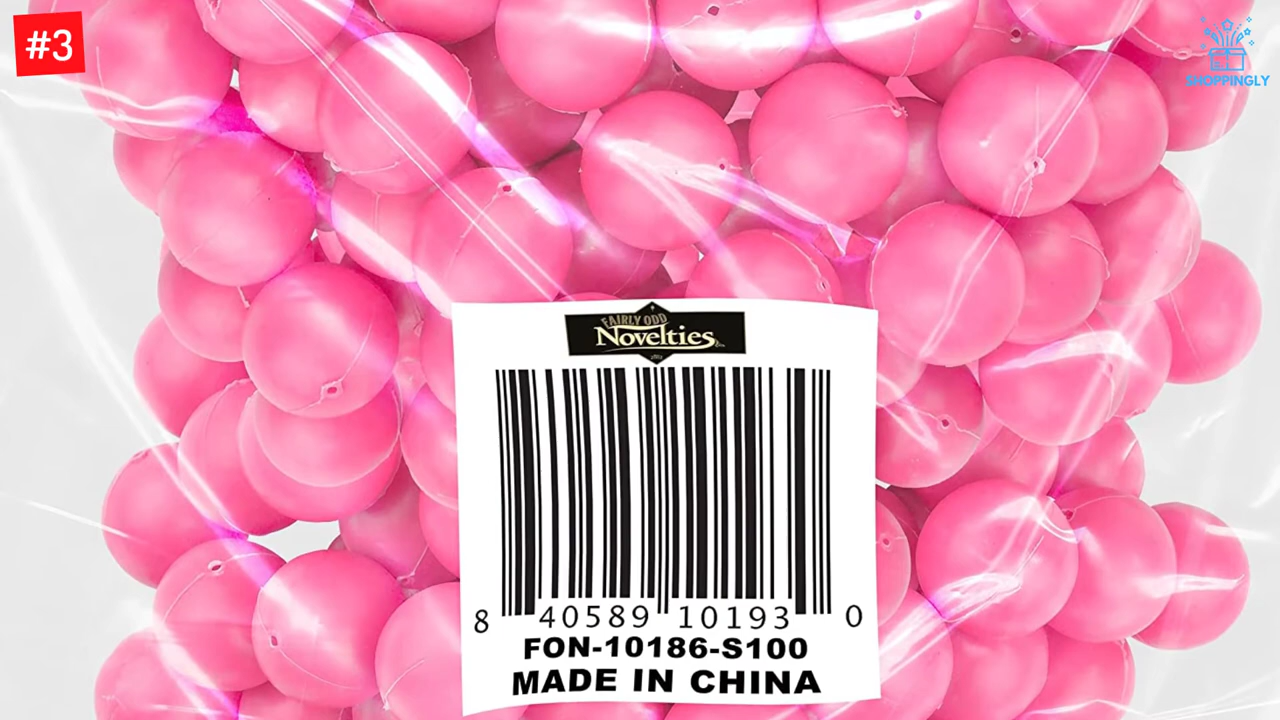 #3
SHOPPINGLY
FAIRLY ODD
Novelties
8 40589 10193 0
FON-10186-S100
MADE IN CHINA